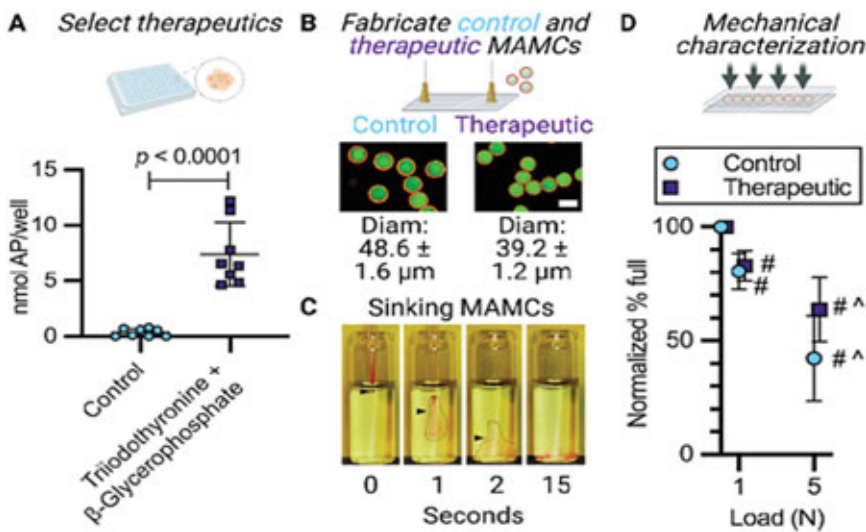 A
Select therapeutics
p < 0.0001
15
10
5
0
nmol AP/well
Control
Triiodothyronine +
β-Glycerophosphate
B
Fabricate control and
therapeutic MAMCs
Control
Therapeutic
Diam:
48.6 ±
1.6 µm
Diam:
39.2 ±
1.2 µm
C
Sinking MAMCs
0
1
2
15
Seconds
D
Mechanical
characterization
Control
Therapeutic
100
50
0
Normalized % full
#
#
# ^
# ^
1
5
Load (N)